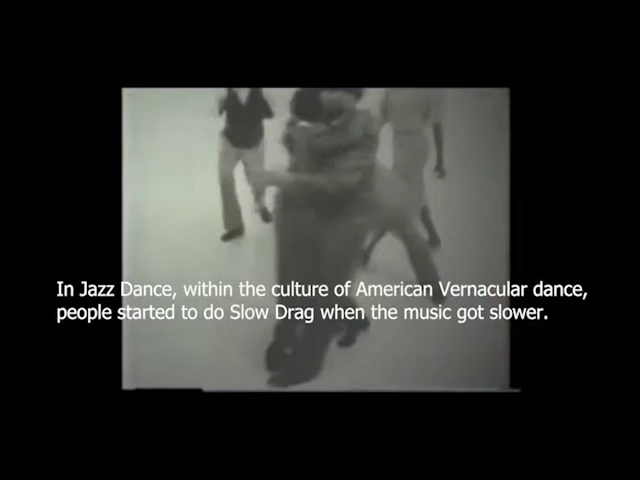 In Jazz Dance, within the culture of American Vernacular dance,
people started to do Slow Drag when the music got slower.